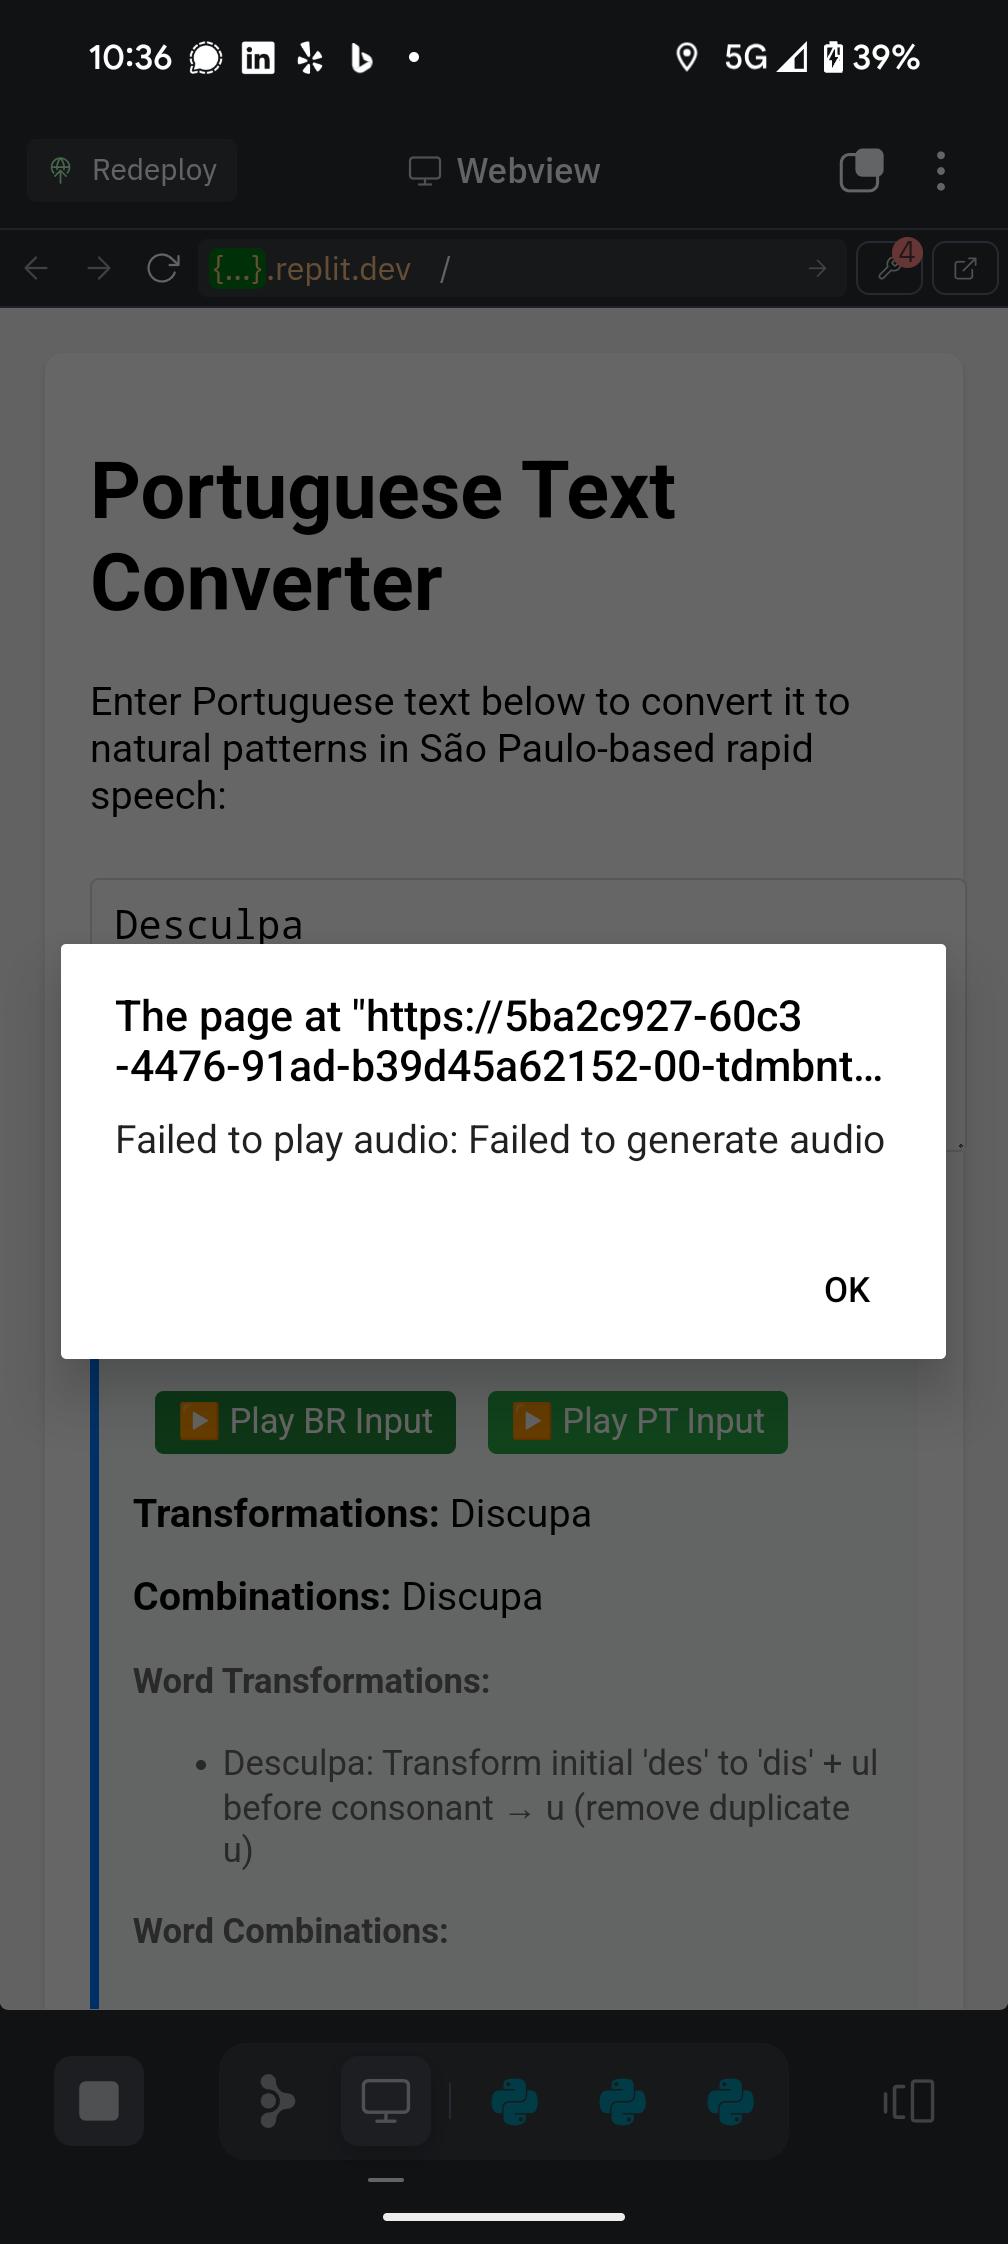 10:36
5G
39%
Redeploy
Webview
{...}.replit.dev /
4
Portuguese Text
Converter
Enter Portuguese text below to convert it to
natural patterns in São Paulo-based rapid
speech:
Desculpa
The page at "https://5ba2c927-60c3
-4476-91ad-b39d45a62152-00-tdmbnt...
Failed to play audio: Failed to generate audio
OK
Play BR Input
Play PT Input
Transformations: Discupa
Combinations: Discupa
Word Transformations:
• Desculpa: Transform initial 'des' to 'dis' + ul
before consonant → u (remove duplicate
u)
Word Combinations: